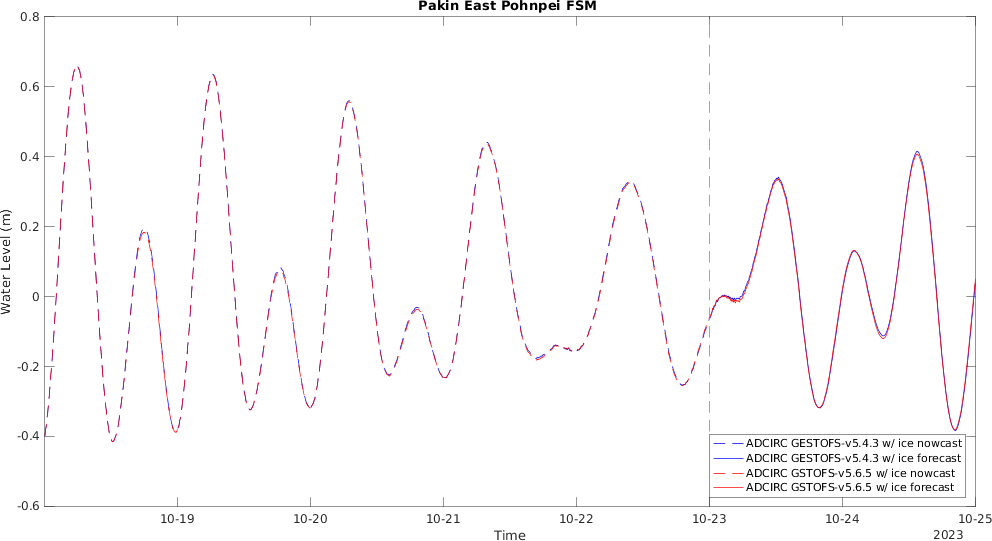 Pakin East Pohnpei FSM
0.8
0.6
0.4
0.2
0
-0.2
-0.4
-0.6
Water Level (m)
ADCIRC GESTOFS-v5.4.3 w/ ice nowcast
ADCIRC GESTOFS-v5.4.3 w/ ice forecast
ADCIRC GSTOFS-v5.6.5 w/ ice nowcast
ADCIRC GSTOFS-v5.6.5 w/ ice forecast
10-19 10-20 10-21 10-22 10-23 10-24 10-25
Time
2023